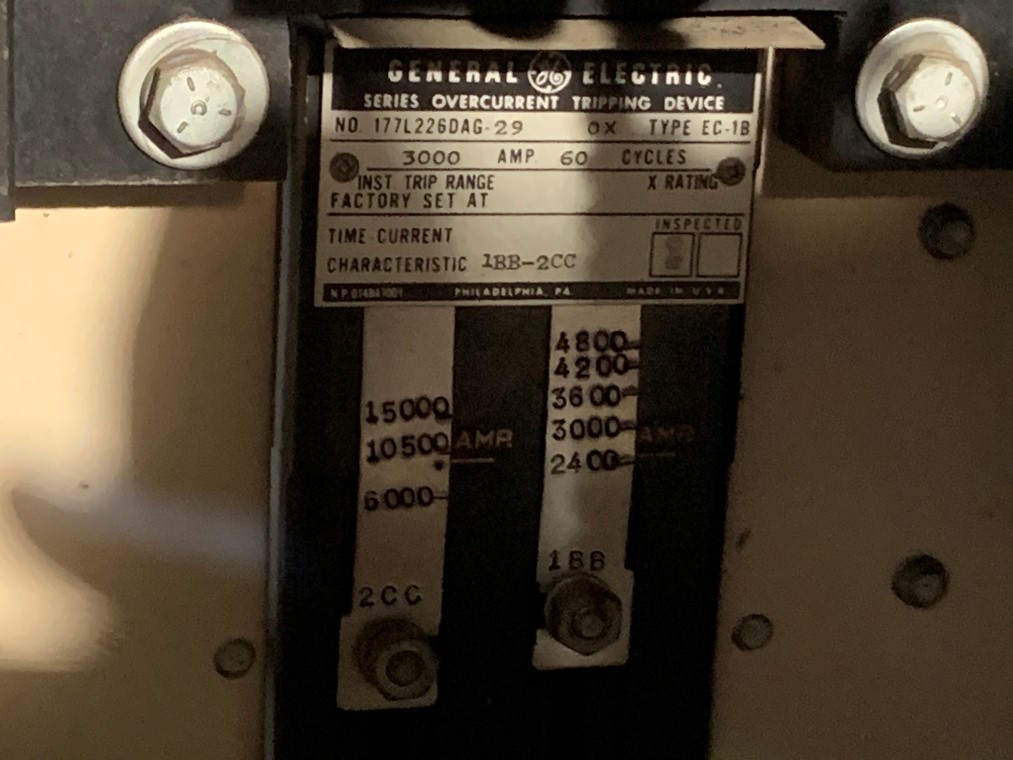 GENERAL GE ELECTRIC.
SERIES OVERCURRENT TRIPPING DEVICE
NO. 177L226DAG-29 OX TYPE EC-1B
3000 AMP. 60 CYCLES
INST. TRIP RANGE X RATING
FACTORY SET AT
INSPECTED
TIME-CURRENT
CHARACTERISTIC 1BB-2CC
PHILADELPHIA, PA. MADE IN U.S.A.
4800
4200
15000 3600
10500 AMP. 3000 AMP.
6000 2400
2CC 1BB